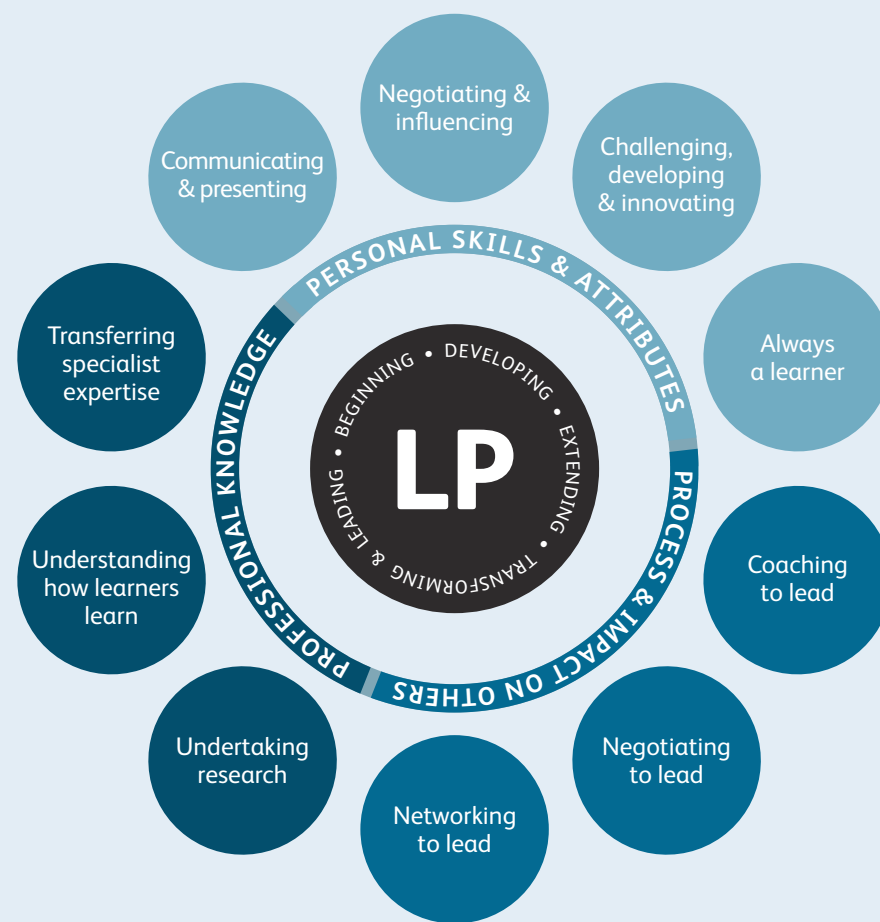 Negotiating &
influencing
Challenging,
developing
& innovating
Always
a learner
Coaching
to lead
Negotiating
to lead
Networking
to lead
Undertaking
research
Understanding
how learners
learn
Transferring
specialist
expertise
Communicating
& presenting
PERSONAL SKILLS & ATTRIBUTES
PROCESS & IMPACT ON OTHERS
PROFESSIONAL KNOWLEDGE
BEGINNING • DEVELOPING • EXTENDING • TRANSFORMING & LEADING •
LP